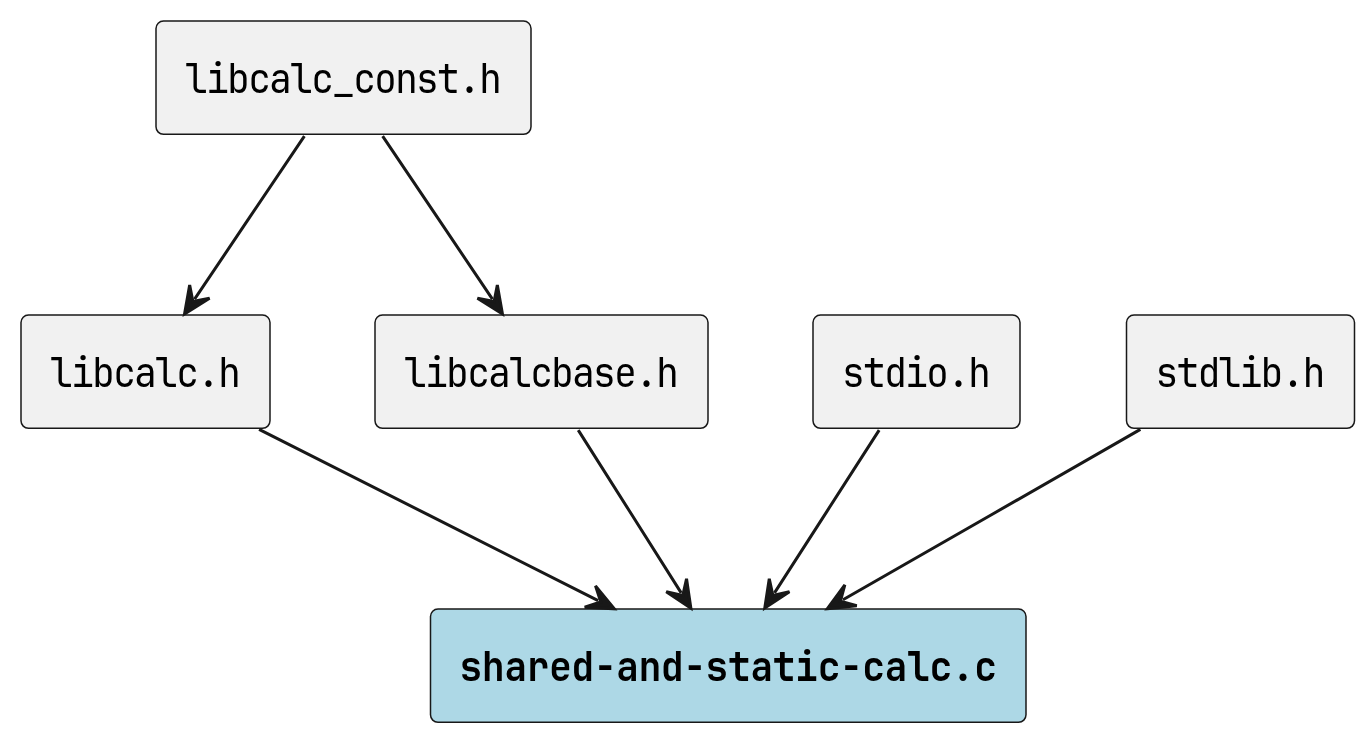 libcalc_const.h
libcalc.h
libcalcbase.h
stdio.h
stdlib.h
shared-and-static-calc.c